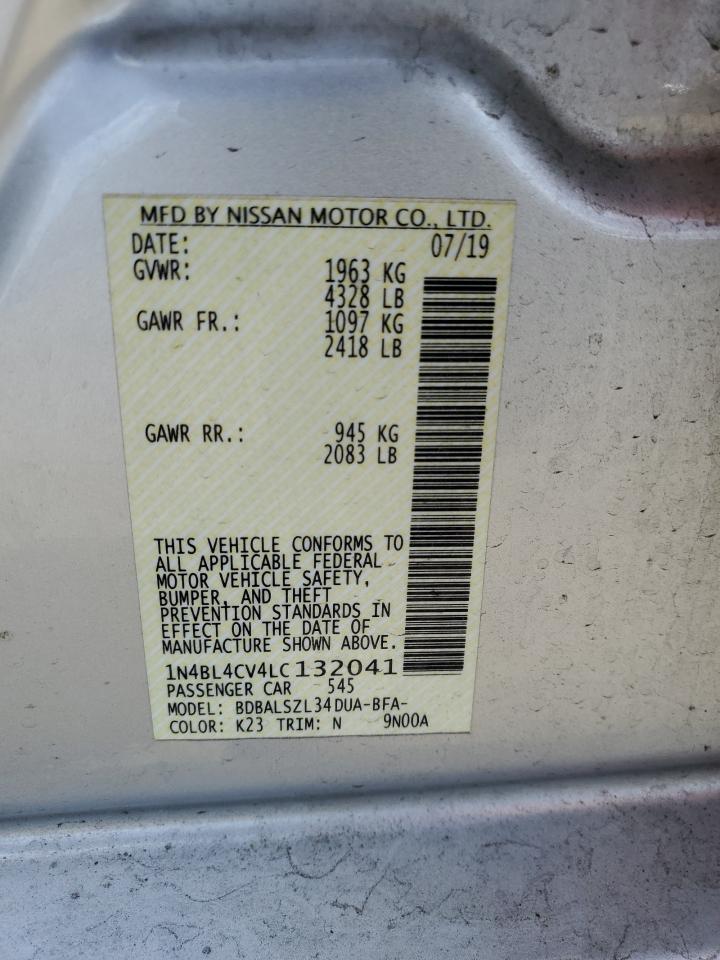 MFD BY NISSAN MOTOR CO., LTD.
DATE: 07/19
GVWR: 1963 KG
4328 LB
GAWR FR.: 1097 KG
2418 LB
GAWR RR.: 945 KG
2083 LB
THIS VEHICLE CONFORMS TO
ALL APPLICABLE FEDERAL
MOTOR VEHICLE SAFETY,
BUMPER, AND THEFT
PREVENTION STANDARDS IN
EFFECT ON THE DATE OF
MANUFACTURE SHOWN ABOVE.
1N4BL4CV4LC132041
PASSENGER CAR 545
MODEL: BDBALSZL34DUA-BFA-
COLOR: K23 TRIM: N 9N00A